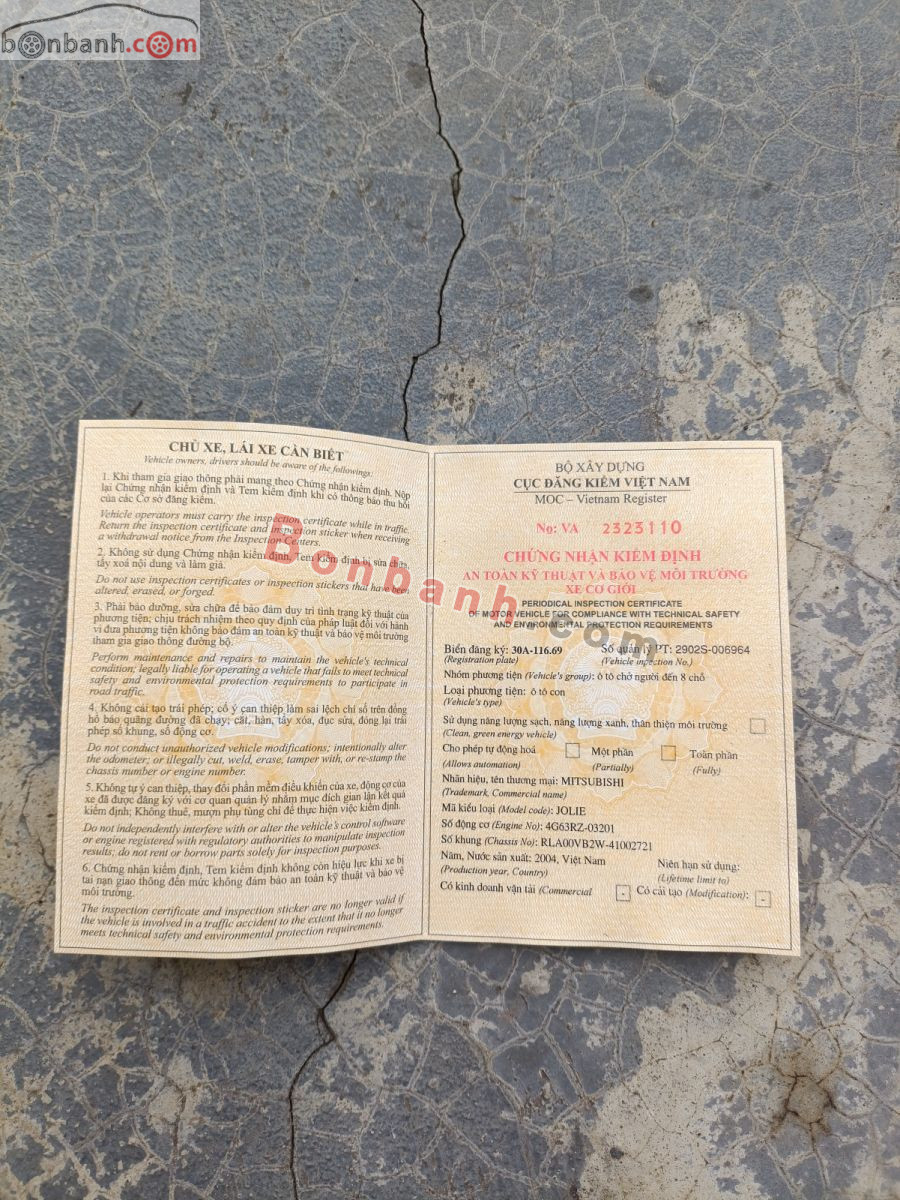 bonbanh.com
CHỦ XE, LÁI XE CẦN BIẾT
Vehicle owners, drivers should be aware of the followings:
1. Khi tham gia giao thông phải mang theo Chứng nhận kiểm định. Nộp
lại Chứng nhận kiểm định và Tem kiểm định khi có thông báo thu hồi
của các Cơ sở đăng kiểm.
Vehicle operators must carry the inspection certificate while in traffic.
Return the inspection certificate and inspection sticker when receiving
a withdrawal notice from the Inspection Centers.
2. Không sử dụng Chứng nhận kiểm định, Tem kiểm định bị sửa chữa,
tẩy xoá nội dung và làm giả.
Do not use inspection certificates or inspection stickers that have been
altered, erased, or forged.
3. Phải bảo dưỡng, sửa chữa để bảo đảm duy trì tình trạng kỹ thuật của
phương tiện; chịu trách nhiệm theo quy định của pháp luật đối với hành
vi đưa phương tiện không bảo đảm an toàn kỹ thuật và bảo vệ môi trường
tham gia giao thông đường bộ.
Perform maintenance and repairs to maintain the vehicle's technical
condition; legally liable for operating a vehicle that fails to meet technical
safety and environmental protection requirements to participate in
road traffic.
4. Không cải tạo trái phép; cố ý can thiệp làm sai lệch chỉ số trên đồng
hồ báo quãng đường đã chạy; cắt, hàn, tẩy xóa, đục sửa, đóng lại trái
phép số khung, số động cơ.
Do not conduct unauthorized vehicle modifications; intentionally alter
the odometer; or illegally cut, weld, erase, tamper with, or re-stamp the
chassis number or engine number.
5. Không tự ý can thiệp, thay đổi phần mềm điều khiển của xe, động cơ của
xe đã được đăng ký với cơ quan quản lý nhằm mục đích gian lận kết quả
kiểm định; Không thuê, mượn phụ tùng chỉ để thực hiện việc kiểm định.
Do not independently interfere with or alter the vehicle's control software
or engine registered with regulatory authorities to manipulate inspection
results; do not rent or borrow parts solely for inspection purposes.
6. Chứng nhận kiểm định, Tem kiểm định không còn hiệu lực khi xe bị
tai nạn giao thông đến mức không đảm bảo an toàn kỹ thuật và bảo vệ
môi trường.
The inspection certificate and inspection sticker are no longer valid if
the vehicle is involved in a traffic accident to the extent that it no longer
meets technical safety and environmental protection requirements.
BỘ XÂY DỰNG
CỤC ĐĂNG KIỂM VIỆT NAM
MOC – Vietnam Register
No: VA 2323110
CHỨNG NHẬN KIỂM ĐỊNH
AN TOÀN KỸ THUẬT VÀ BẢO VỆ MÔI TRƯỜNG
XE CƠ GIỚI
PERIODICAL INSPECTION CERTIFICATE
OF MOTOR VEHICLE FOR COMPLIANCE WITH TECHNICAL SAFETY
AND ENVIRONMENTAL PROTECTION REQUIREMENTS
Biển đăng ký: 30A-116.69 Số quản lý PT: 2902S-006964
(Registration plate) (Vehicle inpection No.)
Nhóm phương tiện (Vehicle's group): ô tô chở người đến 8 chỗ
Loại phương tiện: ô tô con
(Vehicle's type)
Sử dụng năng lượng sạch, năng lượng xanh, thân thiện môi trường
(Clean, green energy vehicle)
Cho phép tự động hoá Một phần Toàn phần
(Allows automation) (Partially) (Fully)
Nhãn hiệu, tên thương mại: MITSUBISHI
(Trademark, Commercial name)
Mã kiểu loại (Model code): JOLIE
Số động cơ (Engine No): 4G63RZ-03201
Số khung (Chassis No): RLA00VB2W-41002721
Năm, Nước sản xuất: 2004, Việt Nam Niên hạn sử dụng:
(Production year, Country) (Lifetime limit to)
Có kinh doanh vận tải (Commercial - Có cải tạo (Modification): -
Bonbanh.com